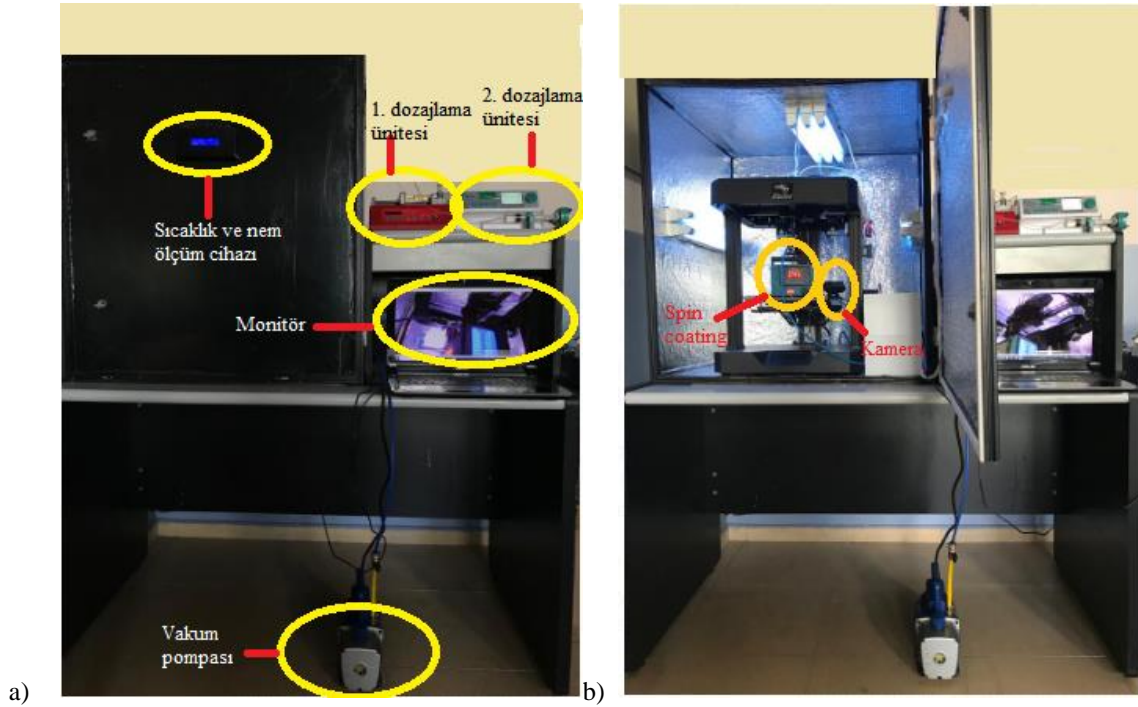 1. dozajlama
ünitesi
2. dozajlama
ünitesi
Sıcaklık ve nem
ölçüm cihazı
Monitör
Vakum
pompası
a)
Spin
coating
Kamera
b)